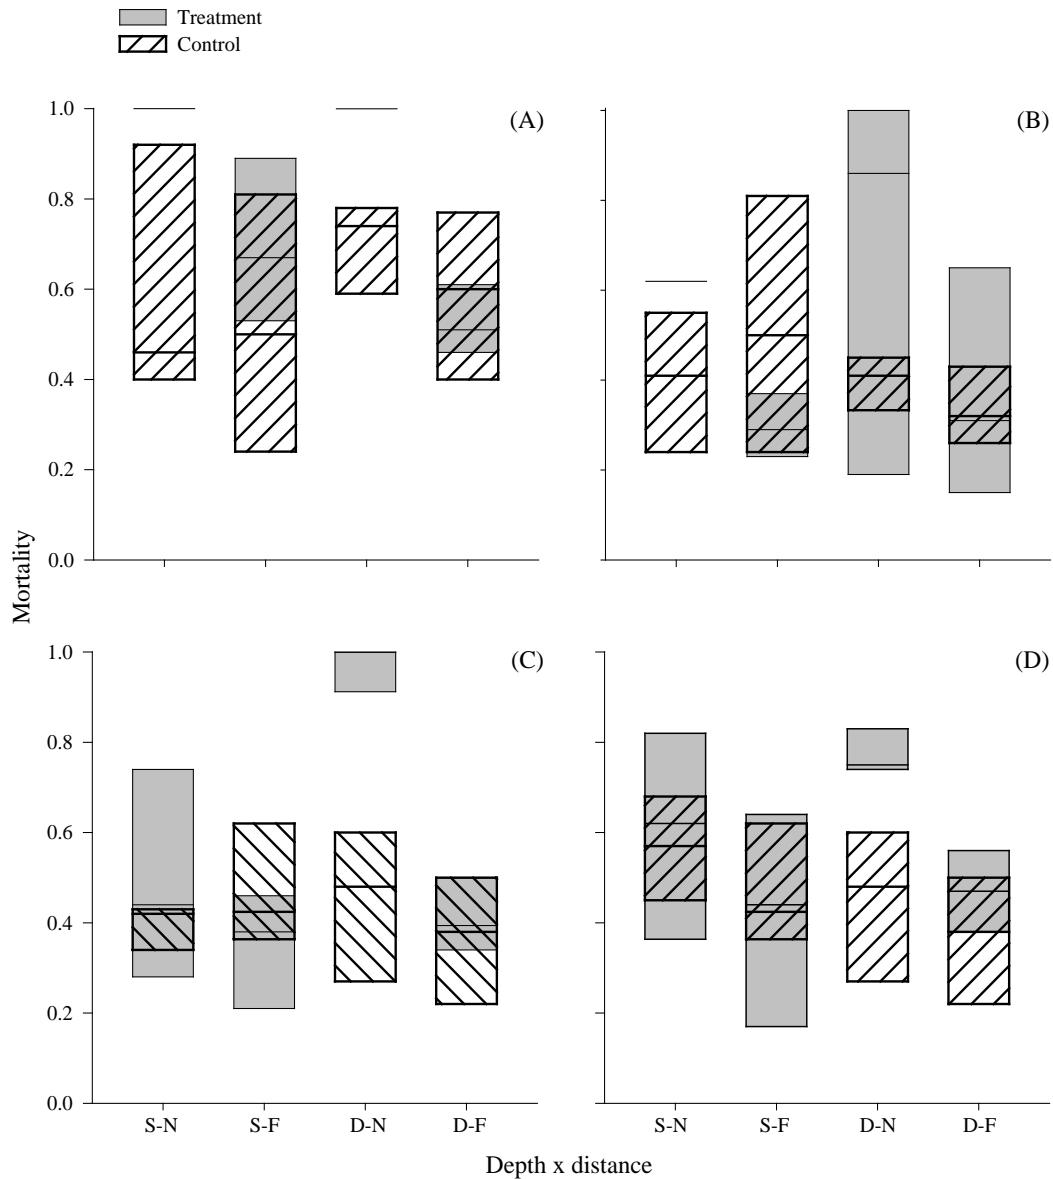 Treatment
Control
(A)
(B)
1.0
0.8
0.6
0.4
0.2
0.0
Mortality
(C)
(D)
1.0
0.8
0.6
0.4
0.2
0.0
S-N S-F D-N D-F S-N S-F D-N D-F
Depth x distance